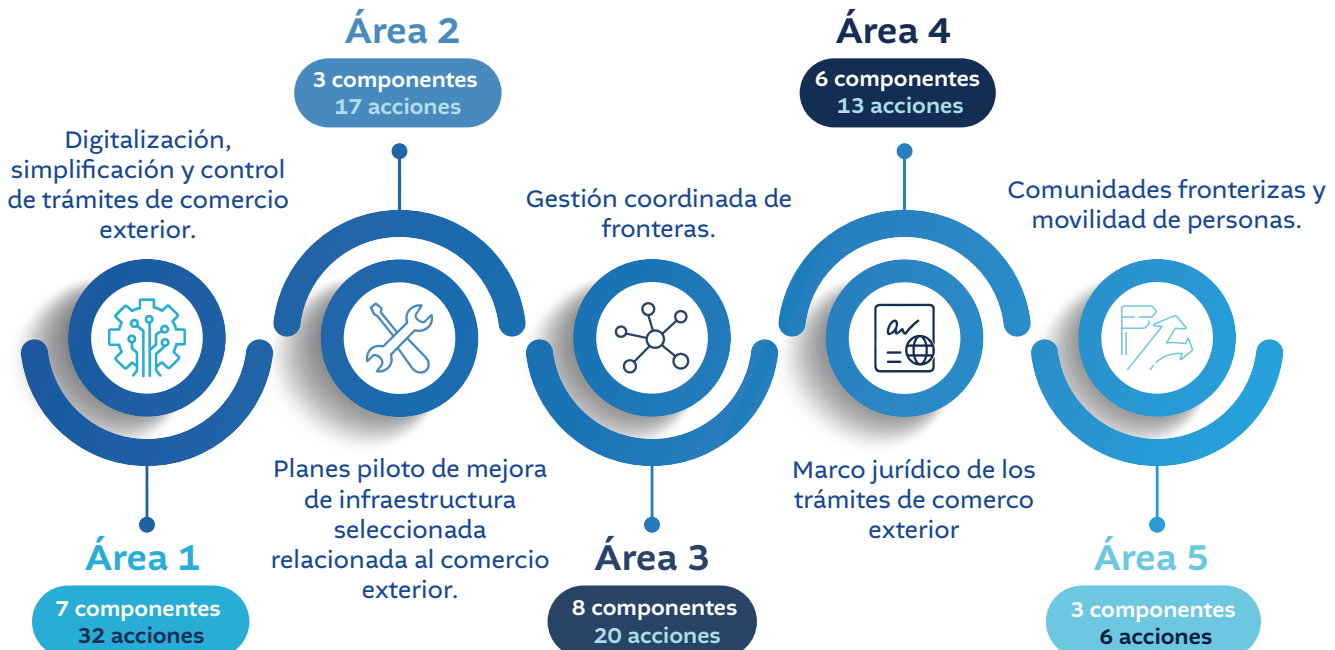 Área 1
7 componentes
32 acciones
Digitalización,
simplificación y control
de trámites de comercio
exterior.
Área 2
3 componentes
17 acciones
Planes piloto de mejora
de infraestructura
seleccionada
relacionada al comercio
exterior.
Área 3
8 componentes
20 acciones
Gestión coordinada de
fronteras.
Área 4
6 componentes
13 acciones
Marco jurídico de los
trámites de comerco
exterior
Área 5
3 componentes
6 acciones
Comunidades fronterizas y
movilidad de personas.